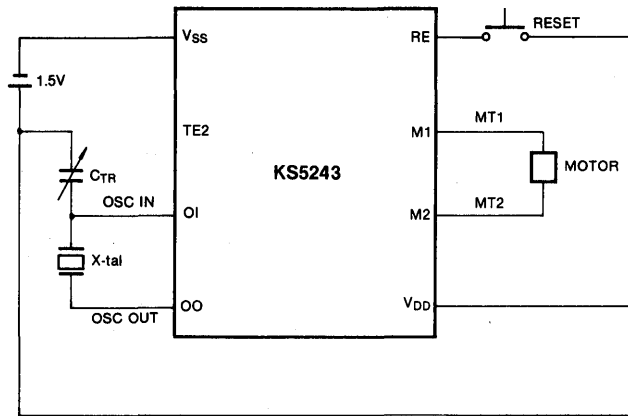 RESET
VSS
RE
1.5V
TE2
M1
MT1
CTR
KS5243
MOTOR
OSC IN
OI
M2
MT2
X-tal
OO
VDD
OSC OUT